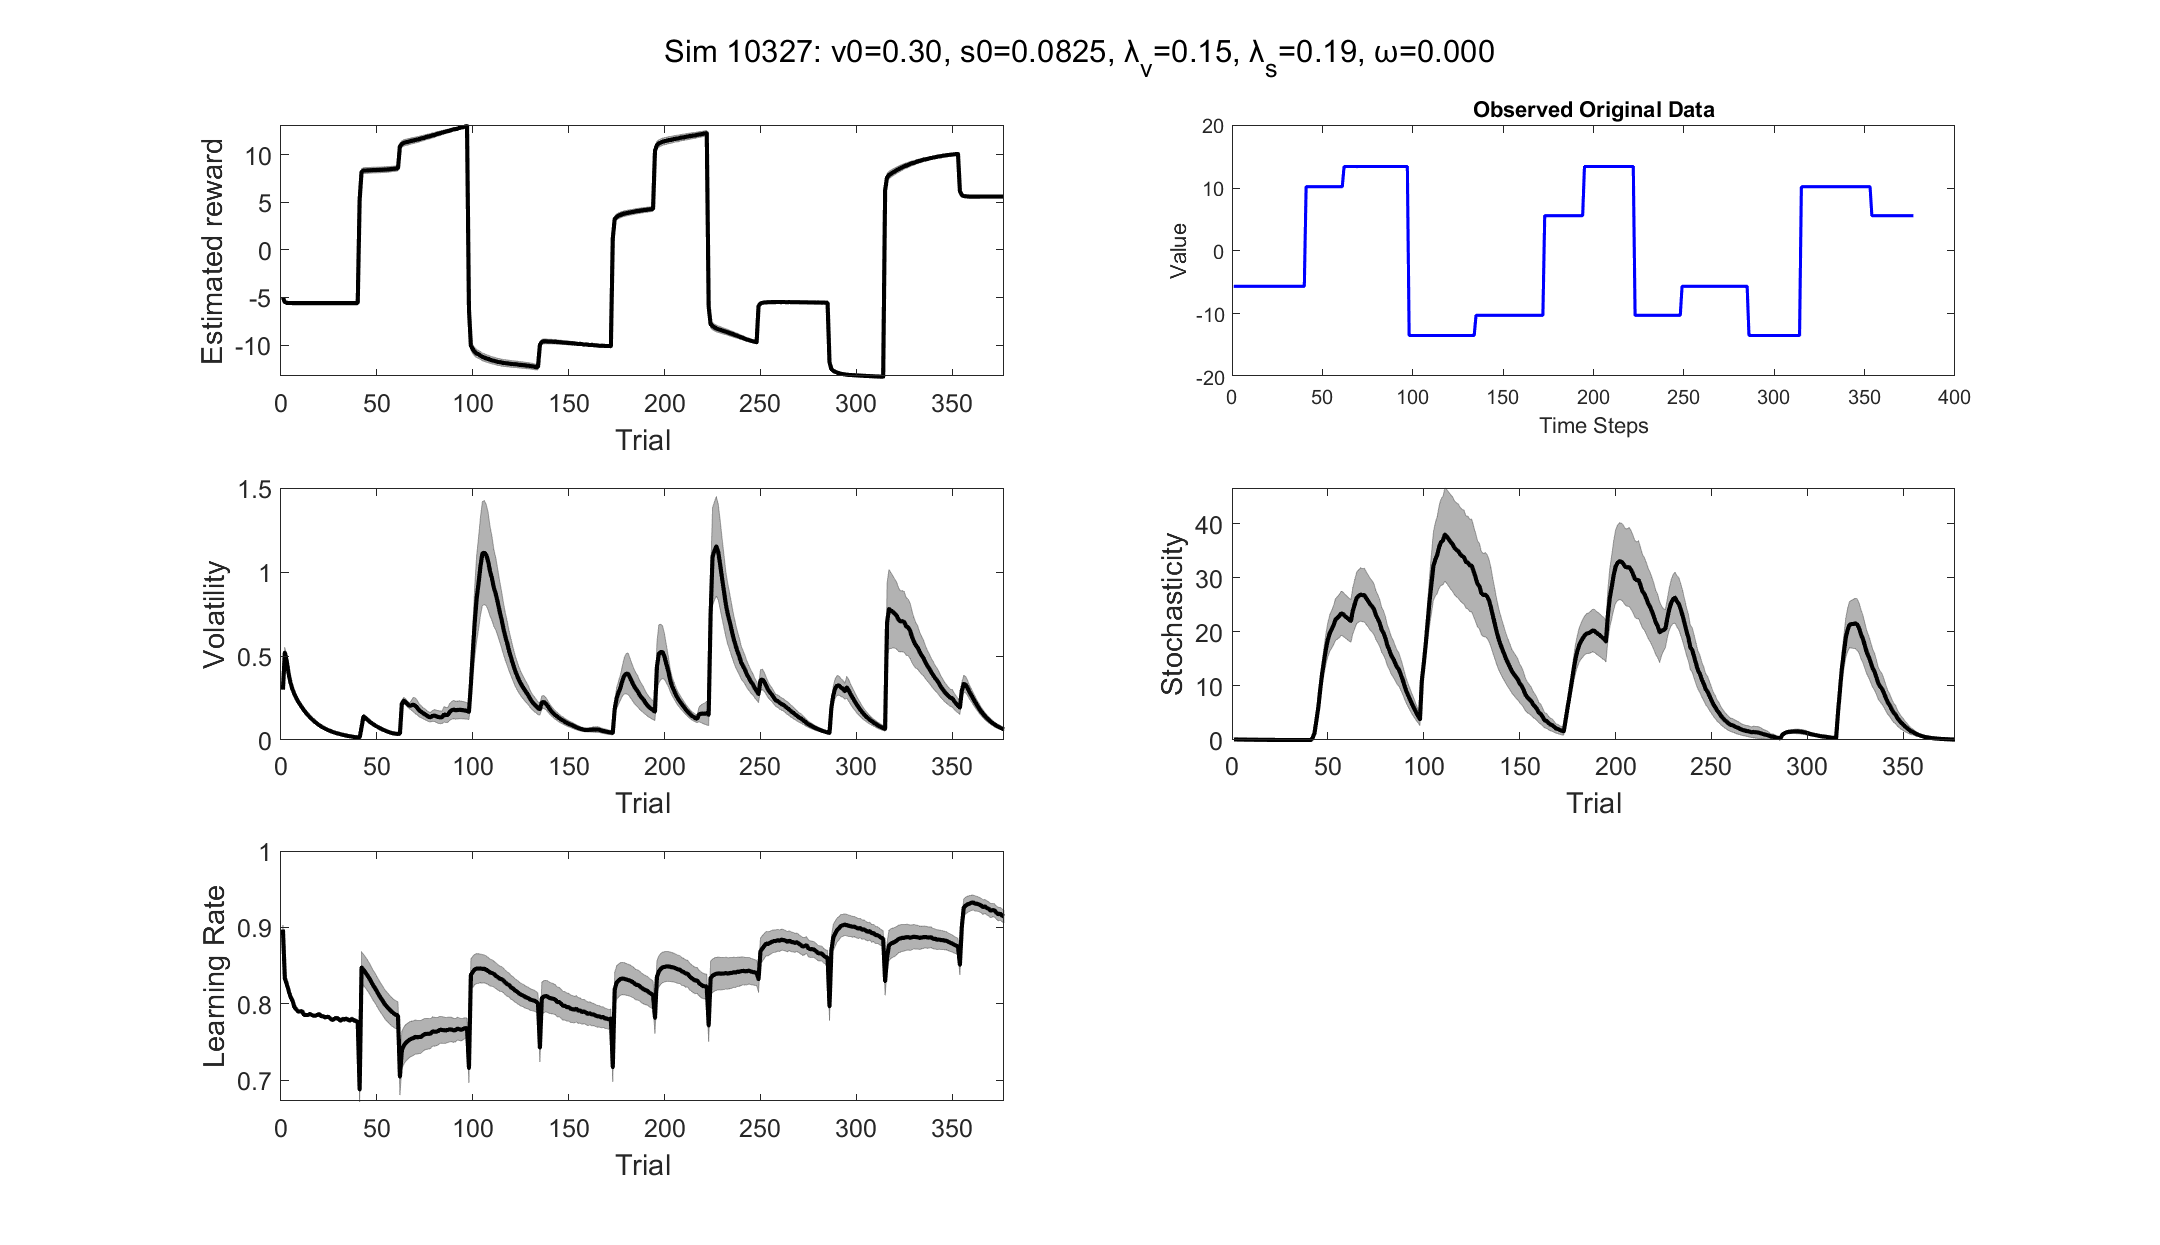 Sim 10327: v0=0.30, s0=0.0825, λ_v=0.15, λ_s=0.19, ω=0.000
Estimated reward
10
5
0
-5
-10
0 50 100 150 200 250 300 350
Trial
Observed Original Data
Value
20
10
0
-10
-20
0 50 100 150 200 250 300 350 400
Time Steps
Volatility
1.5
1
0.5
0
0 50 100 150 200 250 300 350
Trial
Stochasticity
40
30
20
10
0
0 50 100 150 200 250 300 350
Trial
Learning Rate
1
0.9
0.8
0.7
0 50 100 150 200 250 300 350
Trial